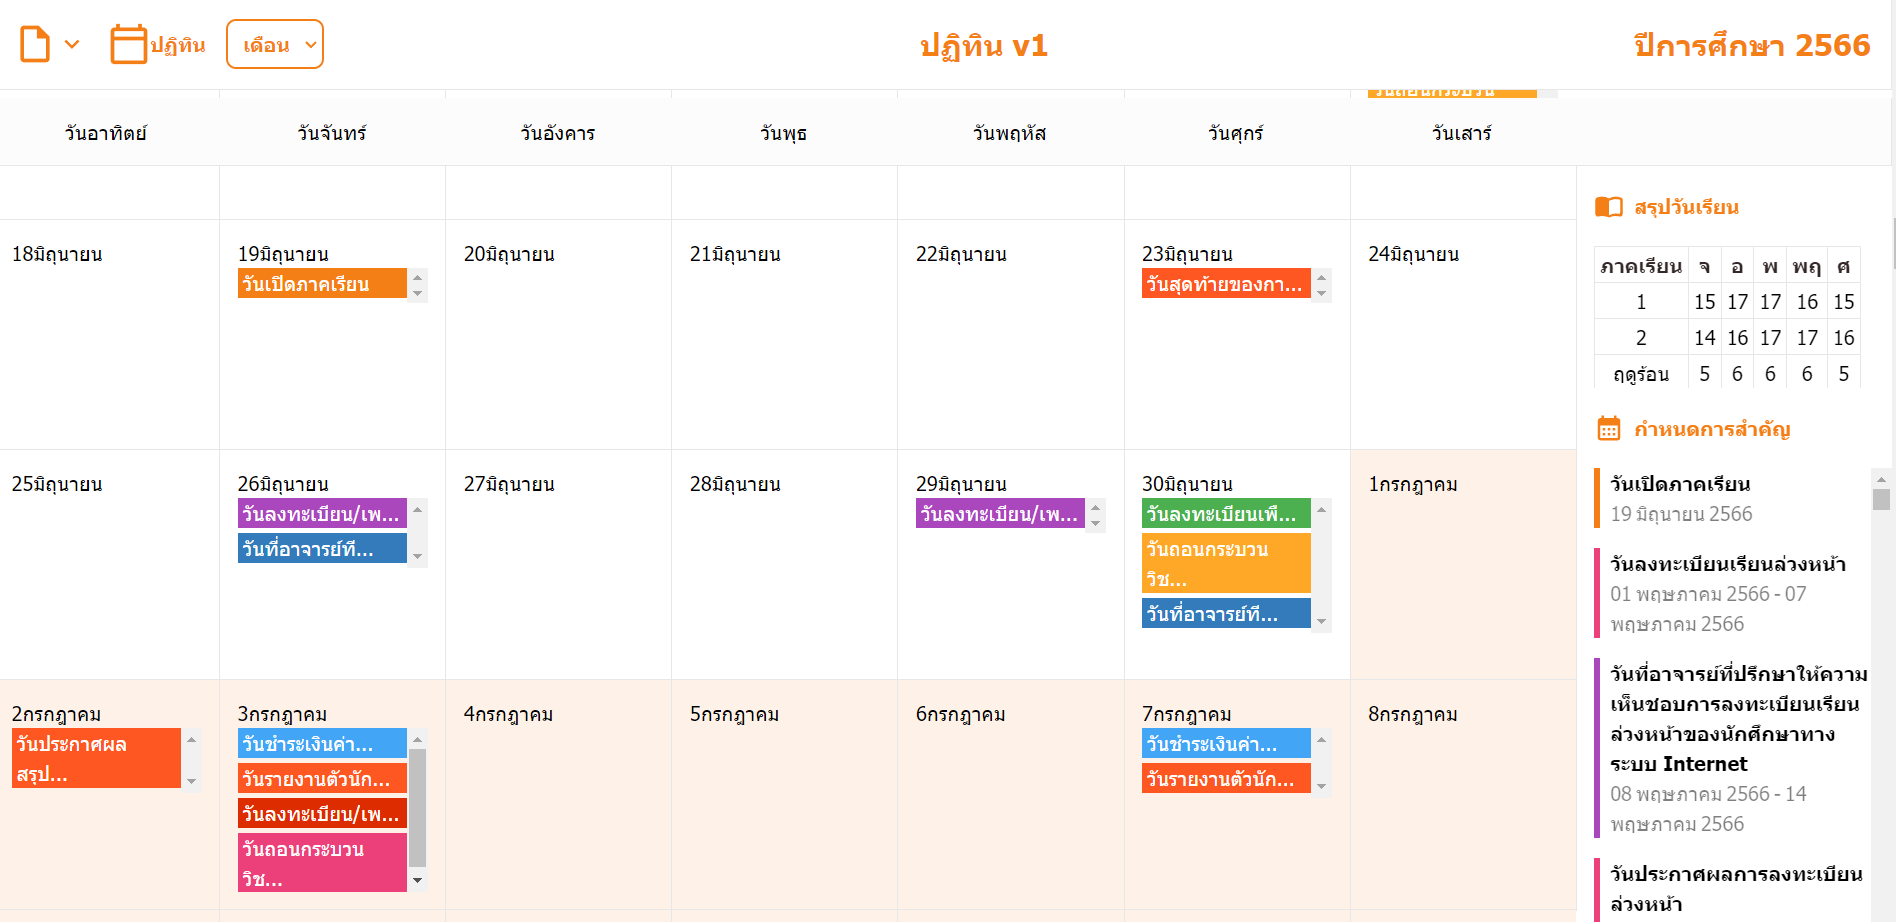 ปฏิทิน
เดือน
ปฏิทิน v1
ปีการศึกษา 2566
วันถอนกระบวน
วันอาทิตย์ วันจันทร์ วันอังคาร วันพุธ วันพฤหัส วันศุกร์ วันเสาร์
18มิถุนายน 19มิถุนายน 20มิถุนายน 21มิถุนายน 22มิถุนายน 23มิถุนายน 24มิถุนายน
วันเปิดภาคเรียน วันสุดท้ายของกา...
25มิถุนายน 26มิถุนายน 27มิถุนายน 28มิถุนายน 29มิถุนายน 30มิถุนายน 1กรกฎาคม
วันลงทะเบียน/เพ... วันลงทะเบียน/เพ... วันลงทะเบียนเพื...
วันที่อาจารย์ที... วันถอนกระบวน
วิช...
วันที่อาจารย์ที...
2กรกฎาคม 3กรกฎาคม 4กรกฎาคม 5กรกฎาคม 6กรกฎาคม 7กรกฎาคม 8กรกฎาคม
วันประกาศผล วันชำระเงินค่า... วันชำระเงินค่า...
สรุป... วันรายงานตัวนัก... วันรายงานตัวนัก...
วันลงทะเบียน/เพ...
วันถอนกระบวน
วิช...
สรุปวันเรียน
ภาคเรียน จ อ พ พฤ ศ
1 15 17 17 16 15
2 14 16 17 17 16
ฤดูร้อน 5 6 6 6 5
กำหนดการสำคัญ
วันเปิดภาคเรียน
19 มิถุนายน 2566
วันลงทะเบียนเรียนล่วงหน้า
01 พฤษภาคม 2566 - 07
พฤษภาคม 2566
วันที่อาจารย์ที่ปรึกษาให้ความ
เห็นชอบการลงทะเบียนเรียน
ล่วงหน้าของนักศึกษาทาง
ระบบ Internet
08 พฤษภาคม 2566 - 14
พฤษภาคม 2566
วันประกาศผลการลงทะเบียน
ล่วงหน้า